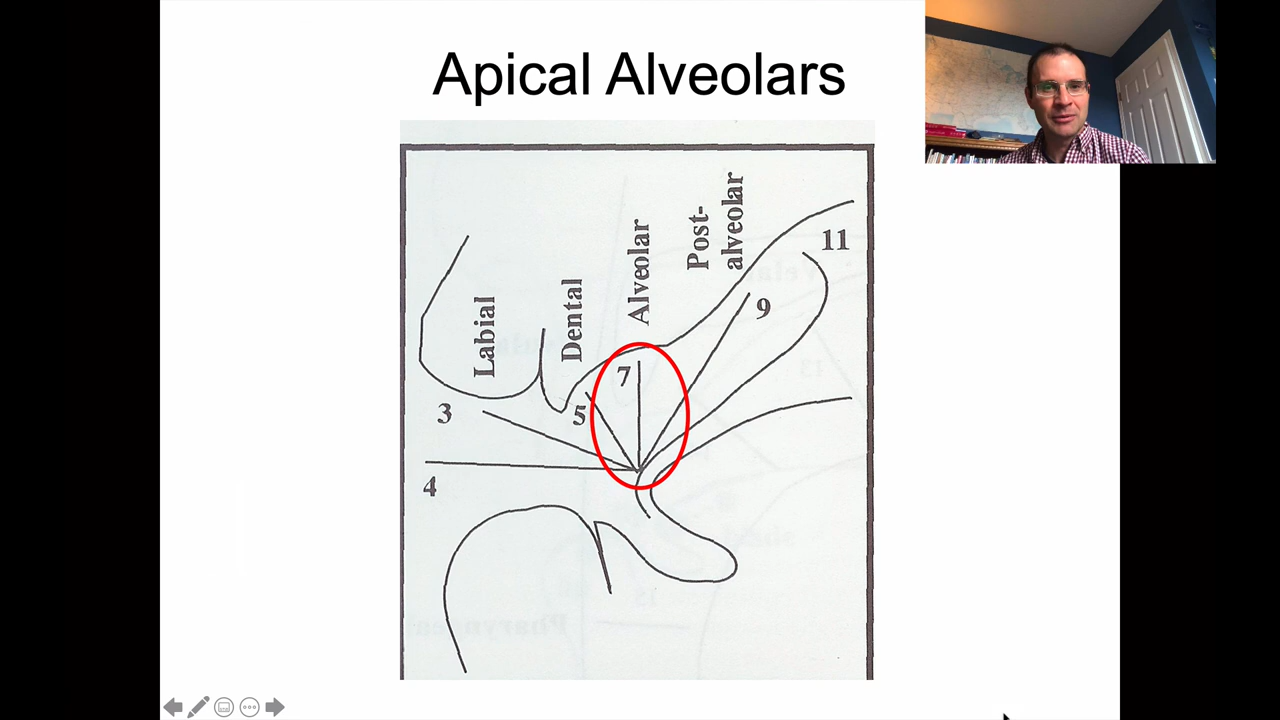 Apical Alveolars
Labial
Dental
Alveolar
Post-
alveolar
11
9
7
5
3
4